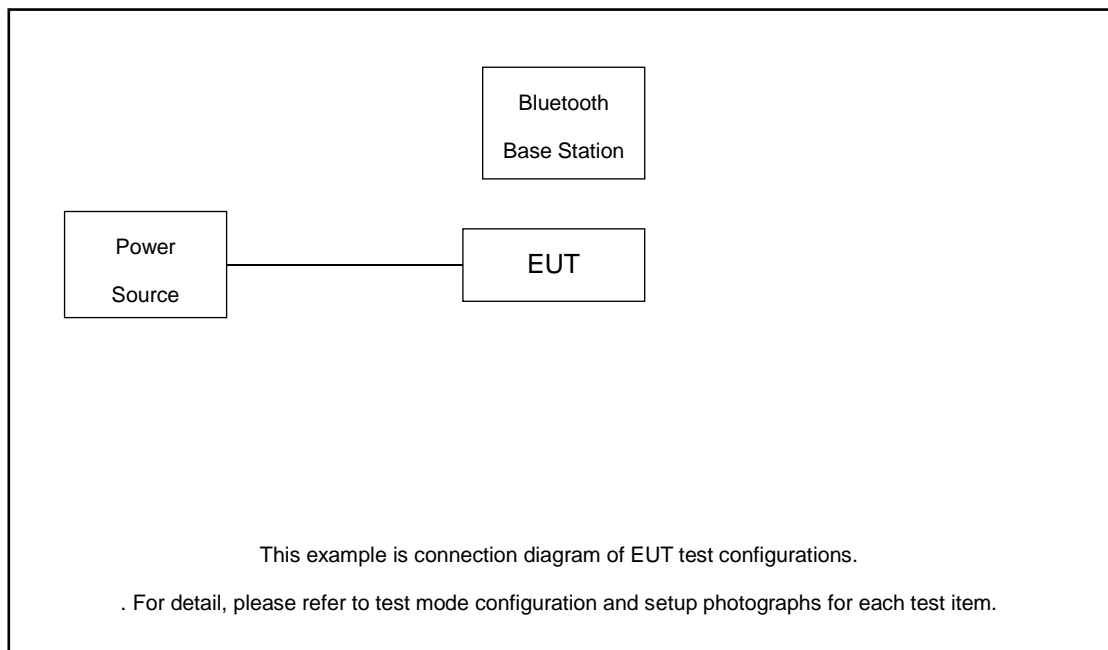 Bluetooth
Base Station
Power
Source
EUT
This example is connection diagram of EUT test configurations.
. For detail, please refer to test mode configuration and setup photographs for each test item.